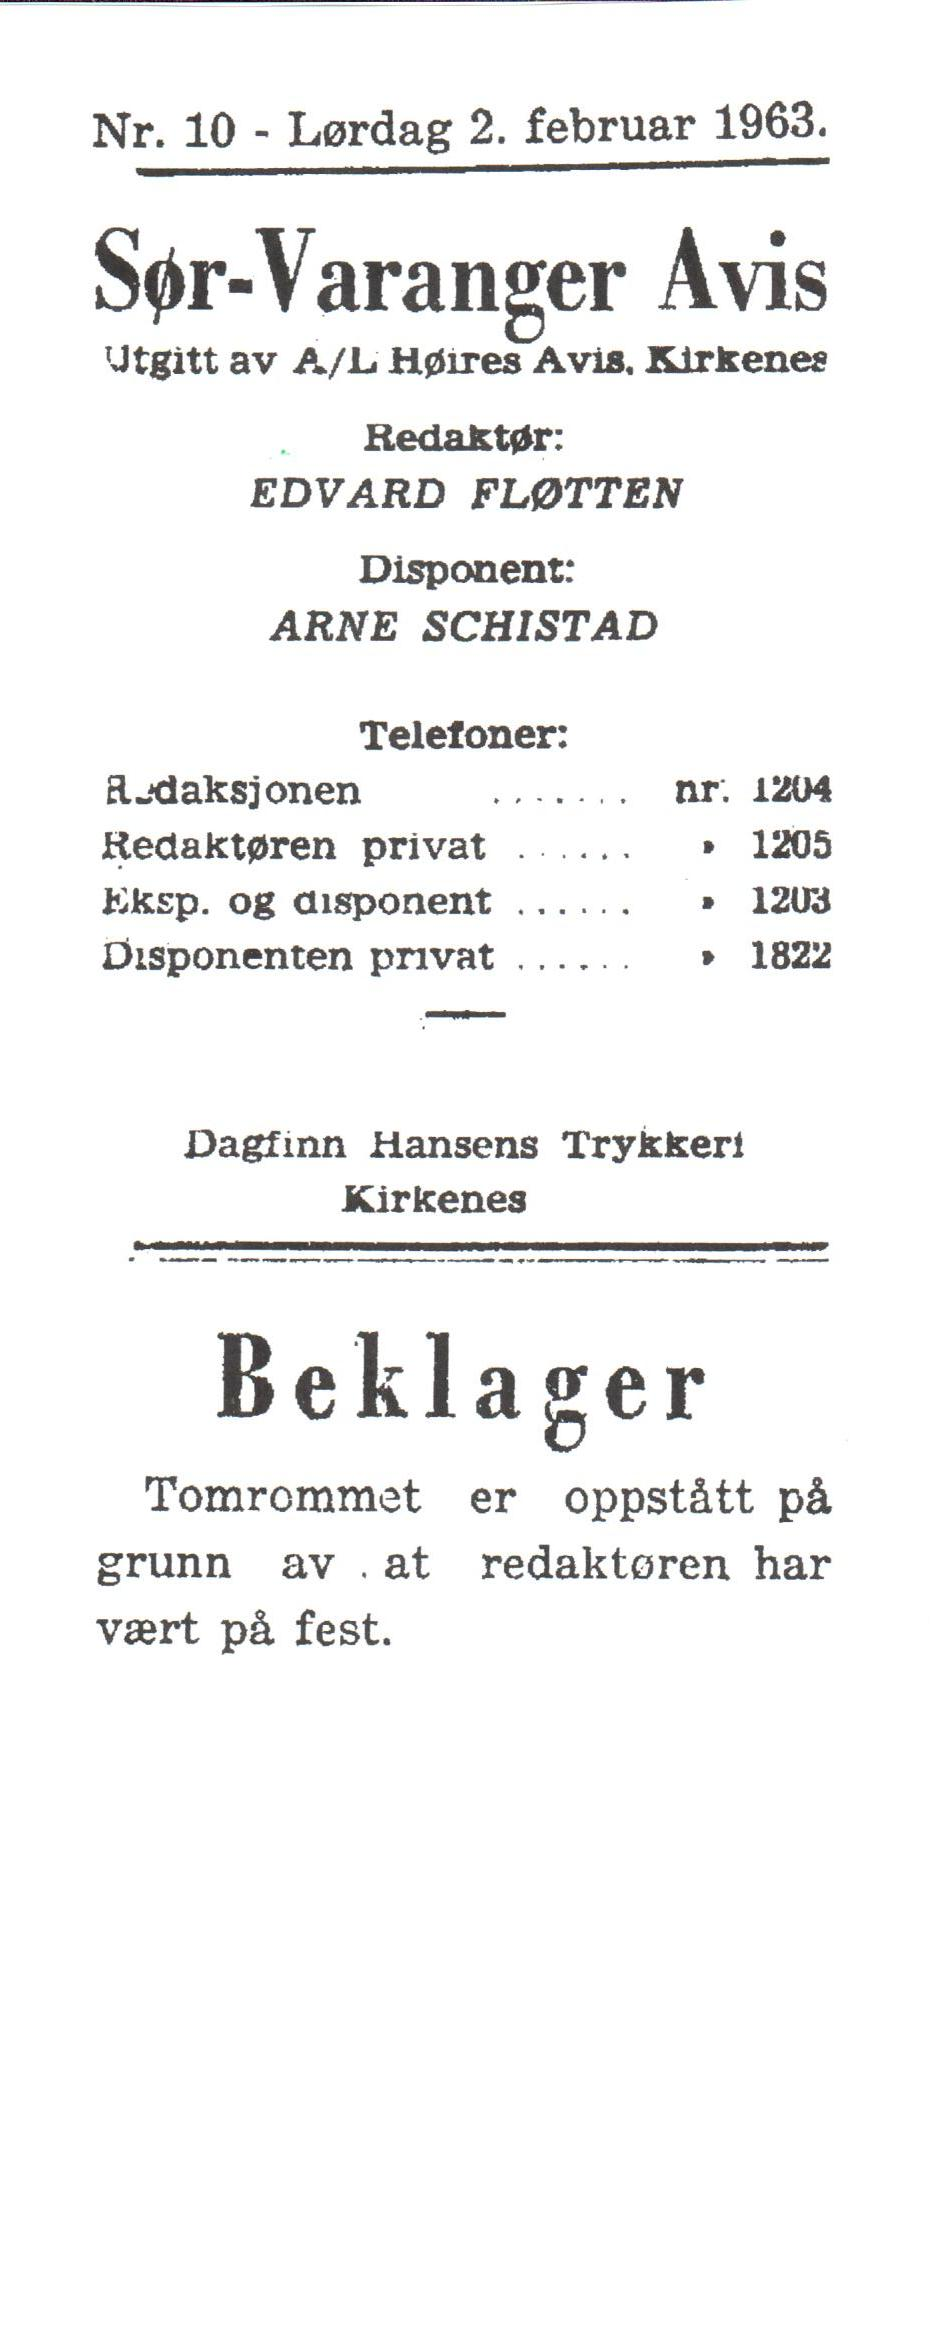 Nr. 10 - Lørdag 2. februar 1963.
Sør-Varanger Avis
Utgitt av A/L Høires Avis, Kirkenes
Redaktør:
EDVARD FLØTTEN
Disponent:
ARNE SCHISTAD
Telefoner:
Redaksjonen ....... nr. 1204
Redaktøren privat ...... » 1205
Eksp. og disponent ...... » 1203
Disponenten privat ...... » 1822
Dagfinn Hansens Trykkeri
Kirkenes
Beklager
Tomrommet er oppstått på
grunn av at redaktøren har
vært på fest.